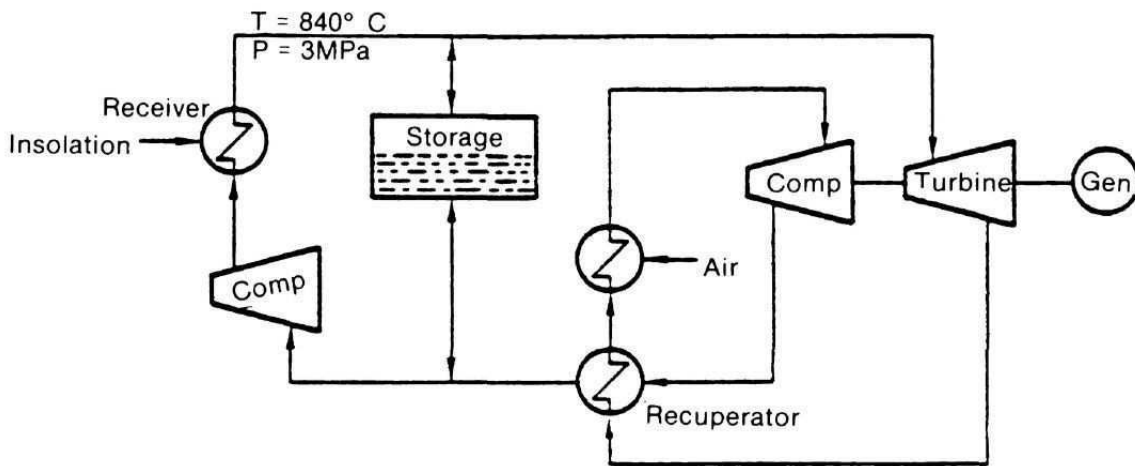 T = 840° C
P = 3MPa
Receiver
Insolation
Storage
Comp
Turbine
Gen
Comp
Air
Recuperator